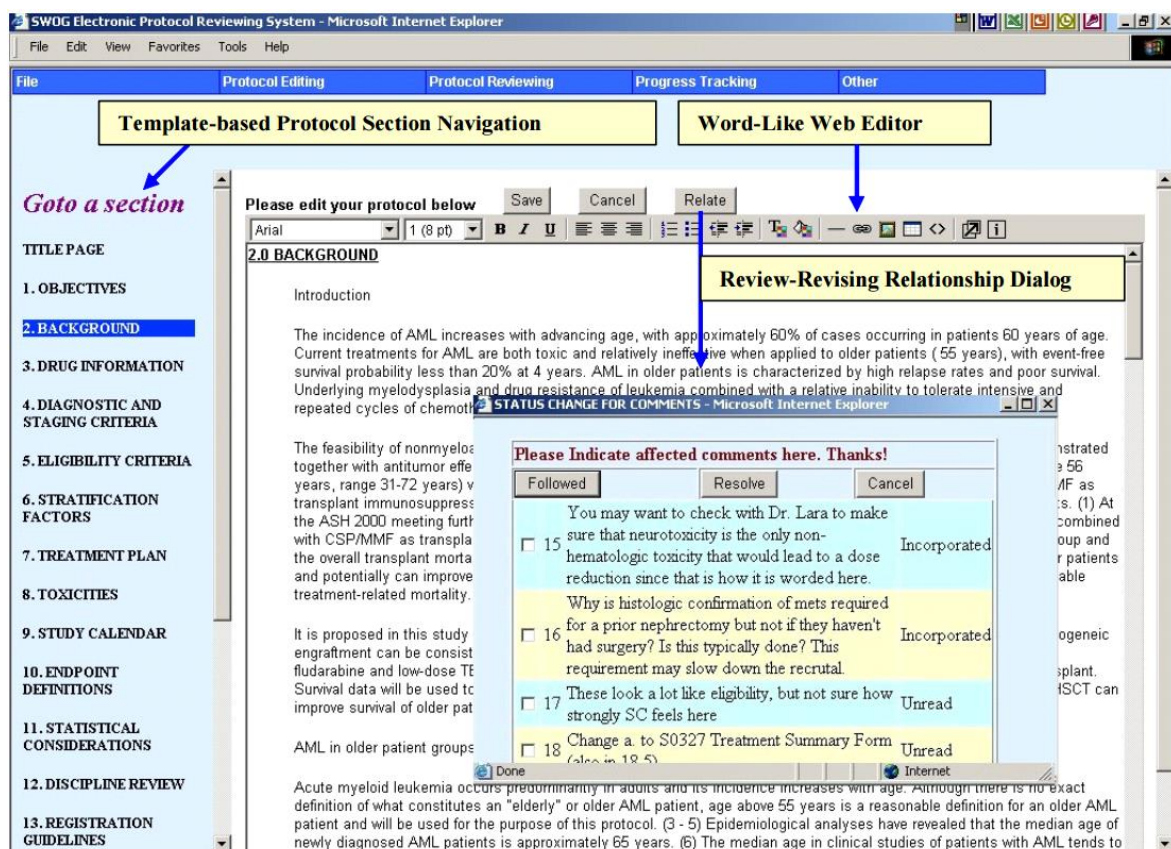 SWOG Electronic Protocol Reviewing System - Microsoft Internet Explorer
File Edit View Favorites Tools Help
File Protocol Editing Protocol Reviewing Progress Tracking Other
Template-based Protocol Section Navigation
Word-Like Web Editor
Goto a section
TITLE PAGE
1. OBJECTIVES
2. BACKGROUND
3. DRUG INFORMATION
4. DIAGNOSTIC AND
STAGING CRITERIA
5. ELIGIBILITY CRITERIA
6. STRATIFICATION
FACTORS
7. TREATMENT PLAN
8. TOXICITIES
9. STUDY CALENDAR
10. ENDPOINT
DEFINITIONS
11. STATISTICAL
CONSIDERATIONS
12. DISCIPLINE REVIEW
13. REGISTRATION
GUIDELINES
Please edit your protocol below Save Cancel Relate
Arial 1 (8 pt) B I U
2.0 BACKGROUND
Review-Revising Relationship Dialog
Introduction
The incidence of AML increases with advancing age, with approximately 60% of cases occurring in patients 60 years of age.
Current treatments for AML are both toxic and relatively ineffective when applied to older patients ( 55 years), with event-free
survival probability less than 20% at 4 years. AML in older patients is characterized by high relapse rates and poor survival.
Underlying myelodysplasia and drug resistance of leukemia combined with a relative inability to tolerate intensive and
repeated cycles of chemoth
The feasibility of nonmyeloa nstrated
together with antitumor effe e 56
years, range 31-72 years) v MF as
transplant immunosuppress ts. (1) At
the ASH 2000 meeting furth combined
with CSP/MMF as transpla oup and
the overall transplant morta r patients
and potentially can improve able
treatment-related mortality.
It is proposed in this study ogeneic
engraftment can be consist
fludarabine and low-dose TE splant.
Survival data will be used to HSCT can
improve survival of older pat
AML in older patient groups
Acute myeloid leukemia occurs predominantly in adults and its incidence increases with age. Although there is no exact
definition of what constitutes an "elderly" or older AML patient, age above 55 years is a reasonable definition for an older AML
patient and will be used for the purpose of this protocol. (3 - 5) Epidemiological analyses have revealed that the median age of
newly diagnosed AML patients is approximately 65 years. (6) The median age in clinical studies of patients with AML tends to
STATUS CHANGE FOR COMMENTS - Microsoft Internet Explorer
Please Indicate affected comments here. Thanks!
Followed Resolve Cancel
You may want to check with Dr. Lara to make
15 sure that neurotoxicity is the only non-
hematologic toxicity that would lead to a dose Incorporated
reduction since that is how it is worded here.
Why is histologic confirmation of mets required
16 for a prior nephrectomy but not if they haven't Incorporated
had surgery? Is this typically done? This
requirement may slow down the recrutal.
17 These look a lot like eligibility, but not sure how Unread
strongly SC feels here
18 Change a. to S0327 Treatment Summary Form Unread
(also in 18.5)
Done Internet